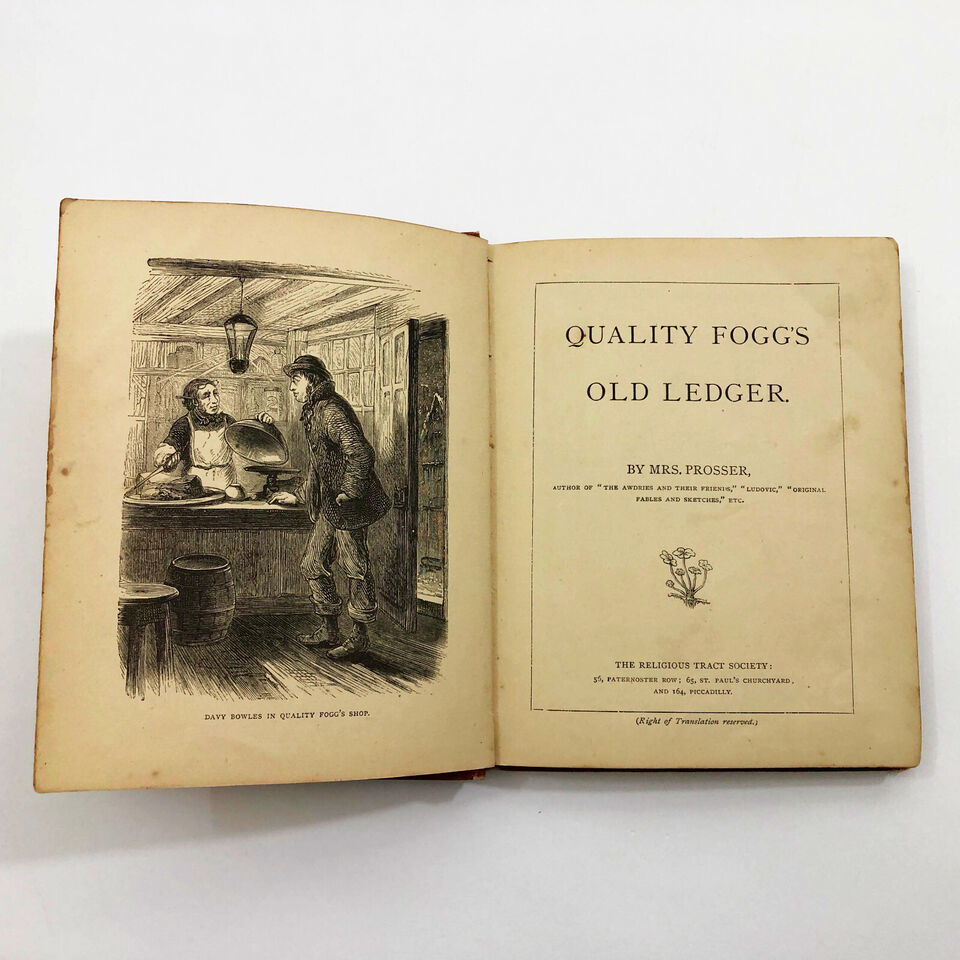 DAVY BOWLES IN QUALITY FOGG'S SHOP.
QUALITY FOGG'S
OLD LEDGER.
BY MRS. PROSSER,
AUTHOR OF "THE AWDRIES AND THEIR FRIENDS," "LUDOVIC," "ORIGINAL
FABLES AND SKETCHES," ETC.
THE RELIGIOUS TRACT SOCIETY:
56, PATERNOSTER ROW; 65, ST. PAUL'S CHURCHYARD,
AND 164, PICCADILLY.
(Right of Translation reserved.)